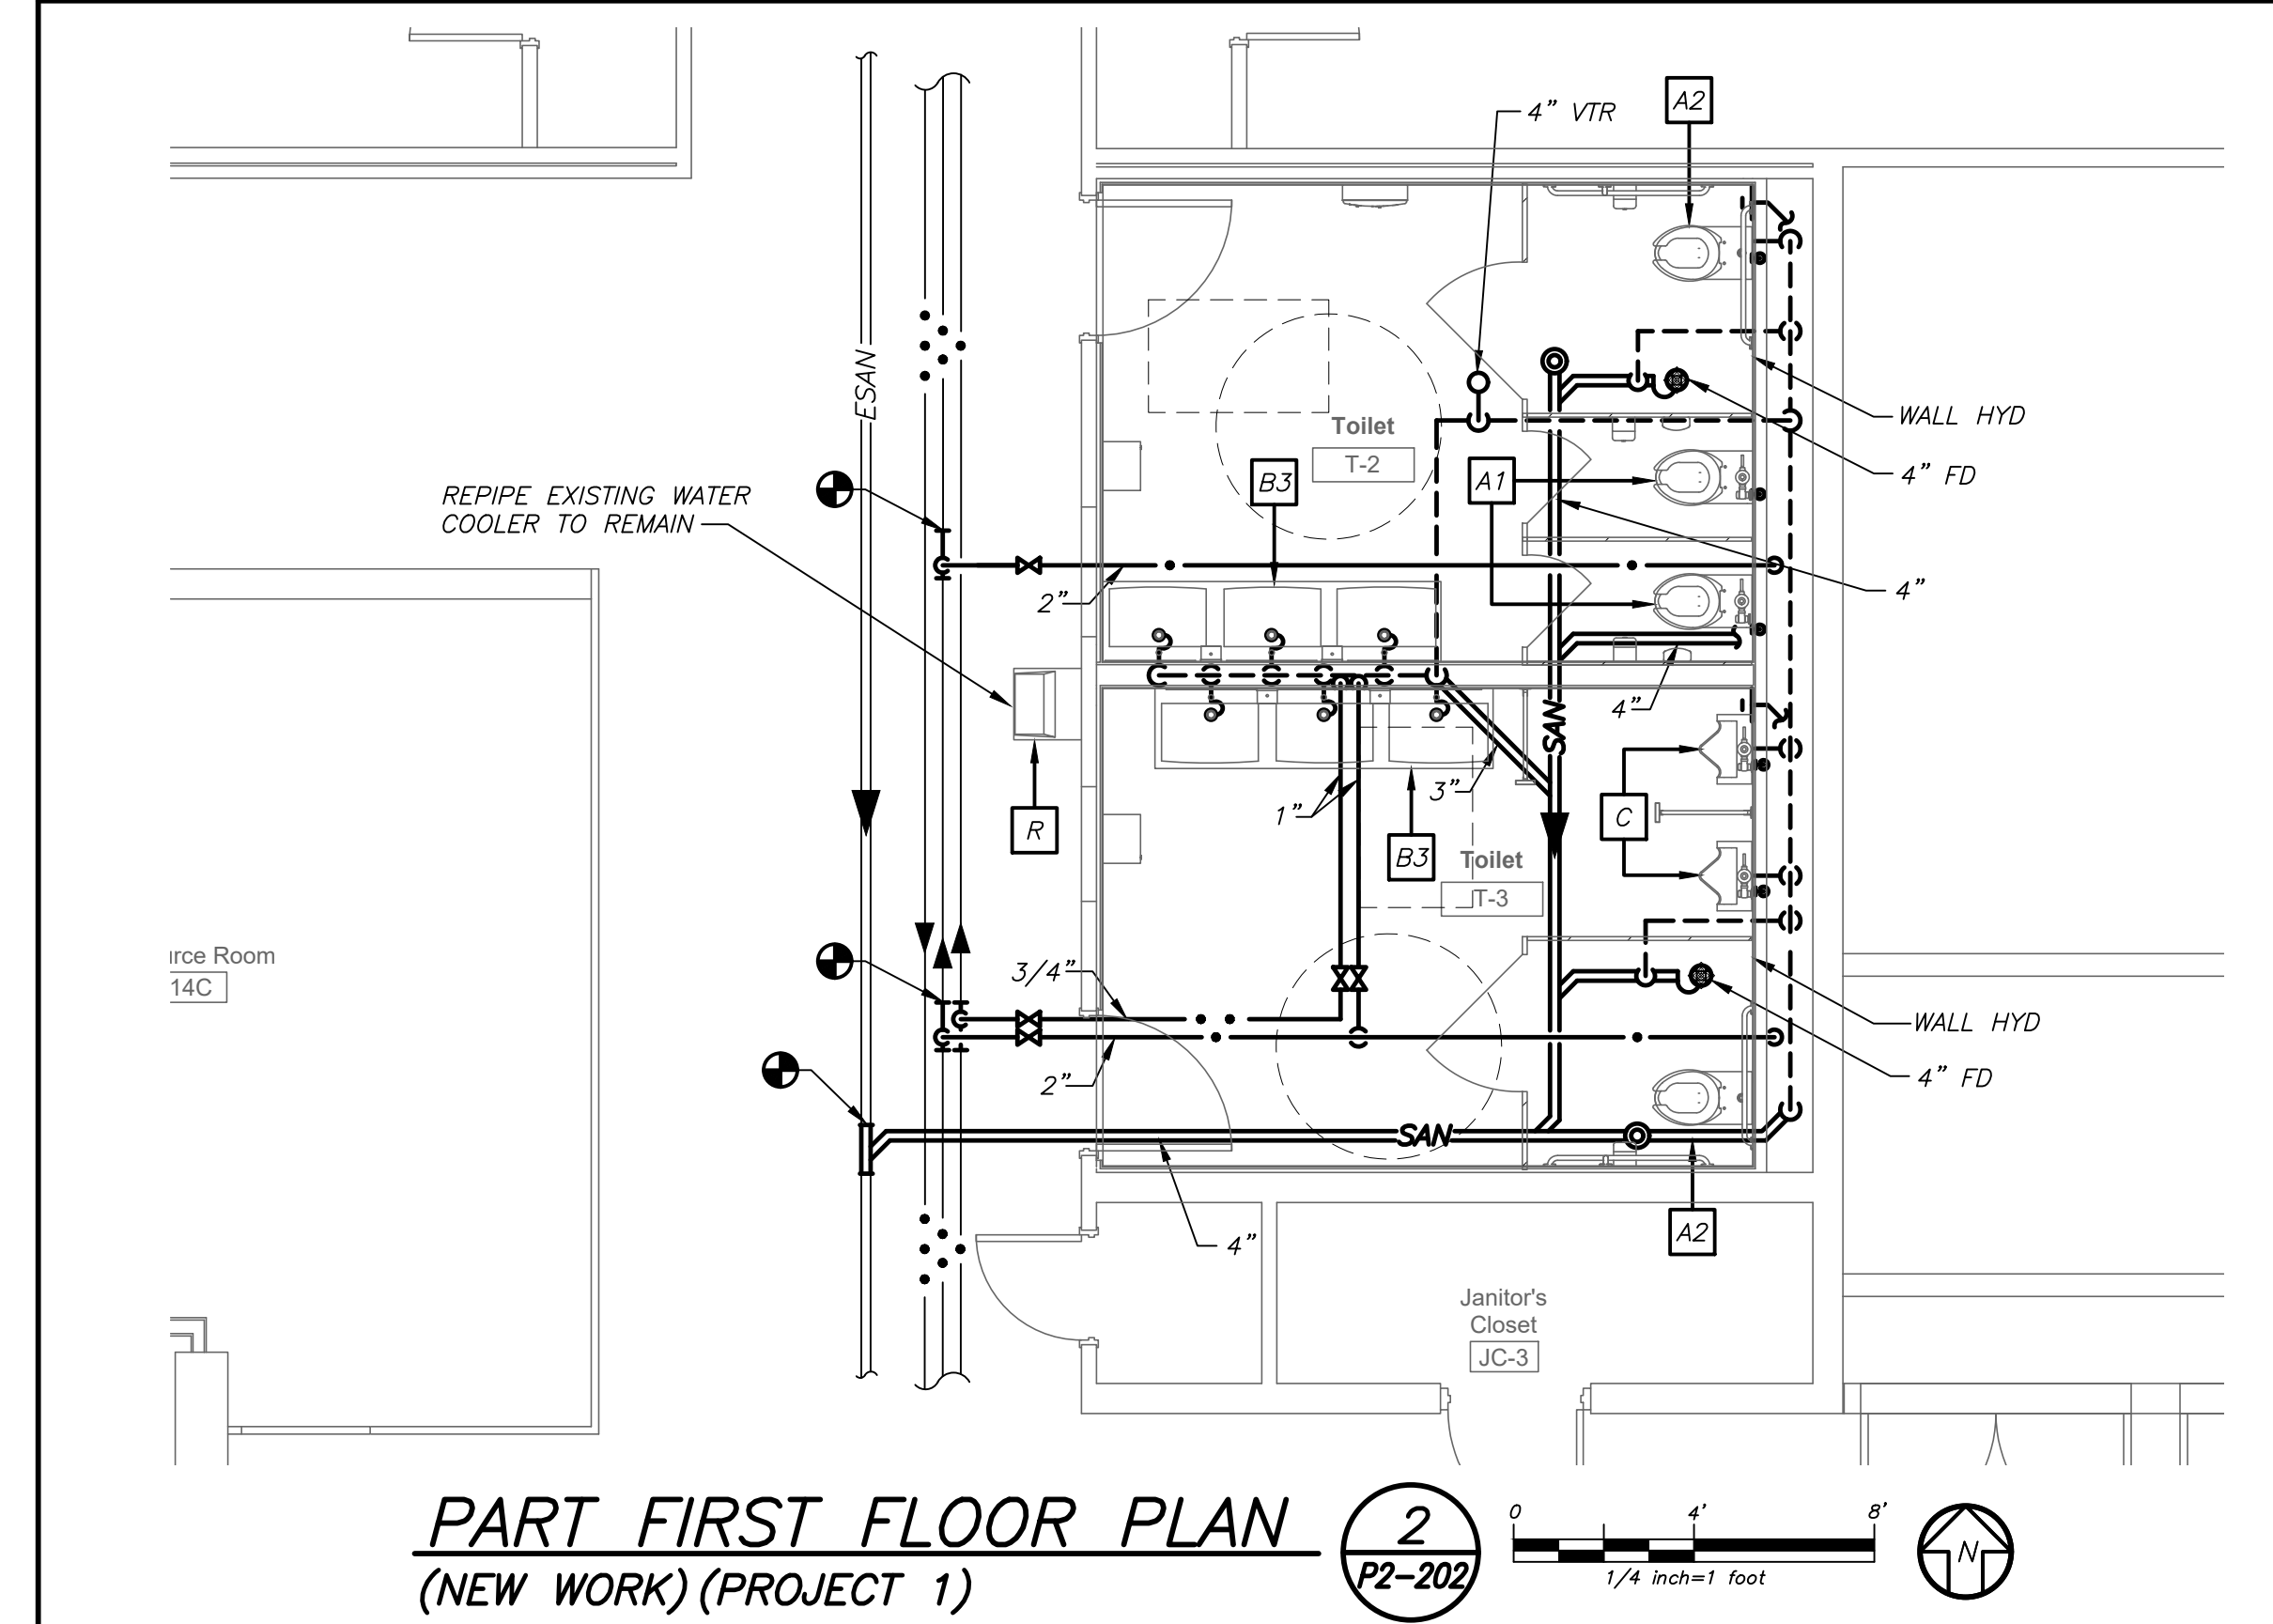 4” VTR
A2
ESAN
WALL HYD
Toilet
T-2
4” FD
B3
A1
REPIPE EXISTING WATER
COOLER TO REMAIN
2”
4”
4”
SAN
3”
1”
R
C
B3
Toilet
T-3
urce Room
14C
3/4”
WALL HYD
2”
4” FD
SAN
A2
4”
Janitor's
Closet
JC-3
PART FIRST FLOOR PLAN
(NEW WORK) (PROJECT 1)
2
P2-202
0 4’ 8’
1/4 inch=1 foot
N